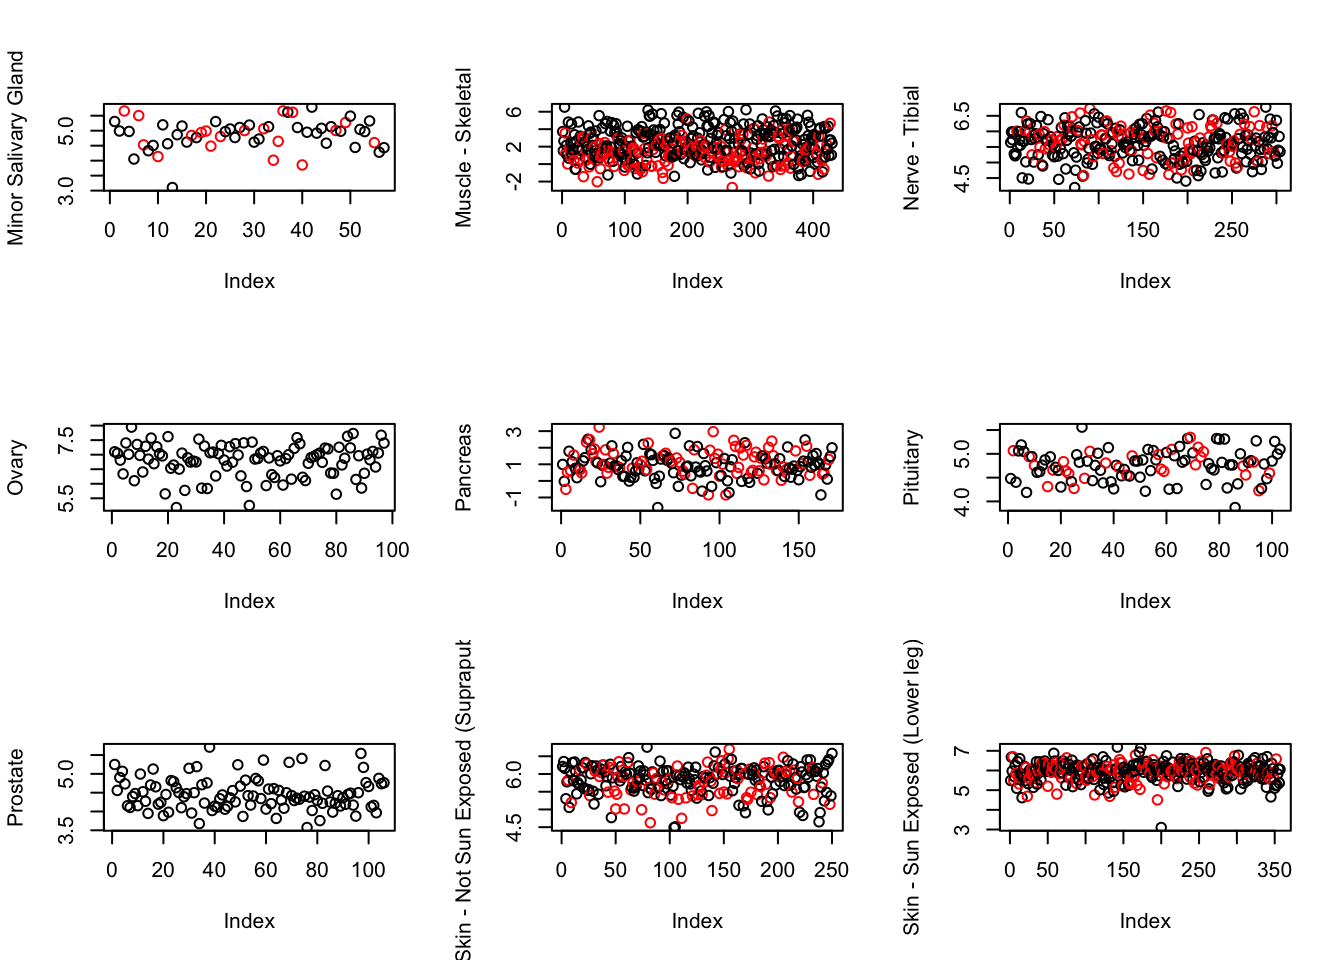 Minor Salivary Gland
3.0 5.0
0 10 20 30 40 50
Index
Muscle - Skeletal
-2 2 6
0 100 200 300 400
Index
Nerve - Tibial
4.5 6.5
0 50 150 250
Index
Ovary
5.5 7.5
0 20 40 60 80 100
Index
Pancreas
-1 1 3
0 50 100 150
Index
Pituitary
4.0 5.0
0 20 40 60 80 100
Index
Prostate
3.5 5.0
0 20 40 60 80 100
Index
Skin - Not Sun Exposed (Suprapub
4.5 6.0
0 50 100 150 200 250
Index
Skin - Sun Exposed (Lower leg)
3 5 7
0 50 150 250 350
Index